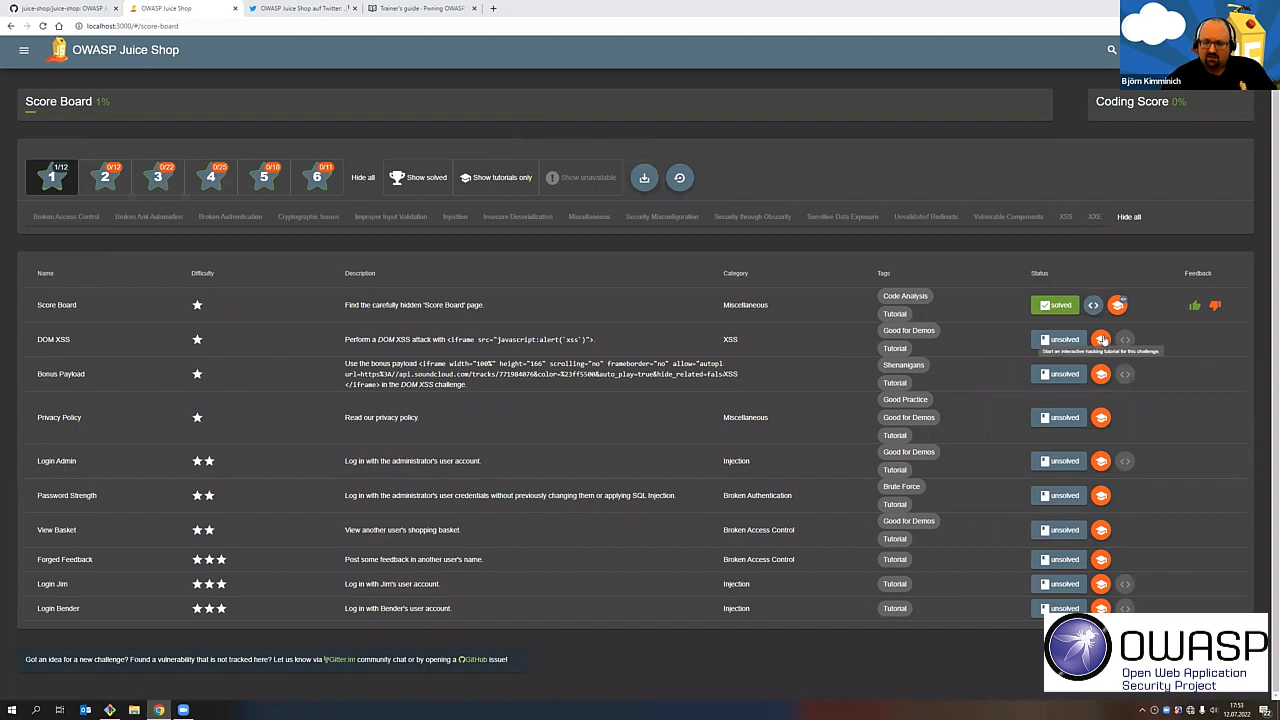 juice-shop/juice-shop: OWASP J
OWASP Juice Shop
OWASP Juice Shop auf Twitter: „I
Trainer's guide - Pwning OWASP
localhost:3000/#/score-board
OWASP Juice Shop
Björn Kimminich
Score Board 1%
Coding Score 0%
1 1/12
2 0/12
3 0/22
4 0/25
5 0/18
6 0/11
Hide all
Show solved
Show tutorials only
Show unavailable
Broken Access Control
Broken Anti Automation
Broken Authentication
Cryptographic Issues
Improper Input Validation
Injection
Insecure Deserialization
Miscellaneous
Security Misconfiguration
Security through Obscurity
Sensitive Data Exposure
Unvalidated Redirects
Vulnerable Components
XSS
XXE
Hide all
Name
Difficulty
Description
Category
Tags
Status
Feedback
Score Board
Find the carefully hidden 'Score Board' page.
Miscellaneous
Code Analysis
Tutorial
solved
DOM XSS
Perform a DOM XSS attack with <iframe src="javascript:alert(`xss`)">.
XSS
Good for Demos
Tutorial
unsolved
Start an interactive hacking tutorial for this challenge.
Bonus Payload
Use the bonus payload <iframe width="100%" height="166" scrolling="no" frameborder="no" allow="autopl
url=https%3A//api.soundcloud.com/tracks/771984076&color=%23ff5500&auto_play=true&hide_related=fals
</iframe> in the DOM XSS challenge.
XSS
Shenanigans
Tutorial
unsolved
Privacy Policy
Read our privacy policy.
Miscellaneous
Good Practice
Good for Demos
Tutorial
unsolved
Login Admin
Log in with the administrator's user account.
Injection
Good for Demos
Tutorial
unsolved
Password Strength
Log in with the administrator's user credentials without previously changing them or applying SQL Injection.
Broken Authentication
Brute Force
Tutorial
unsolved
View Basket
View another user's shopping basket.
Broken Access Control
Good for Demos
Tutorial
unsolved
Forged Feedback
Post some feedback in another user's name.
Broken Access Control
Tutorial
unsolved
Login Jim
Log in with Jim's user account.
Injection
Tutorial
unsolved
Login Bender
Log in with Bender's user account.
Injection
Tutorial
unsolved
Got an idea for a new challenge? Found a vulnerability that is not tracked here? Let us know via Gitter.im community chat or by opening a GitHub issue!
OWASP
Open Web Application
Security Project
17:53
12.07.2022